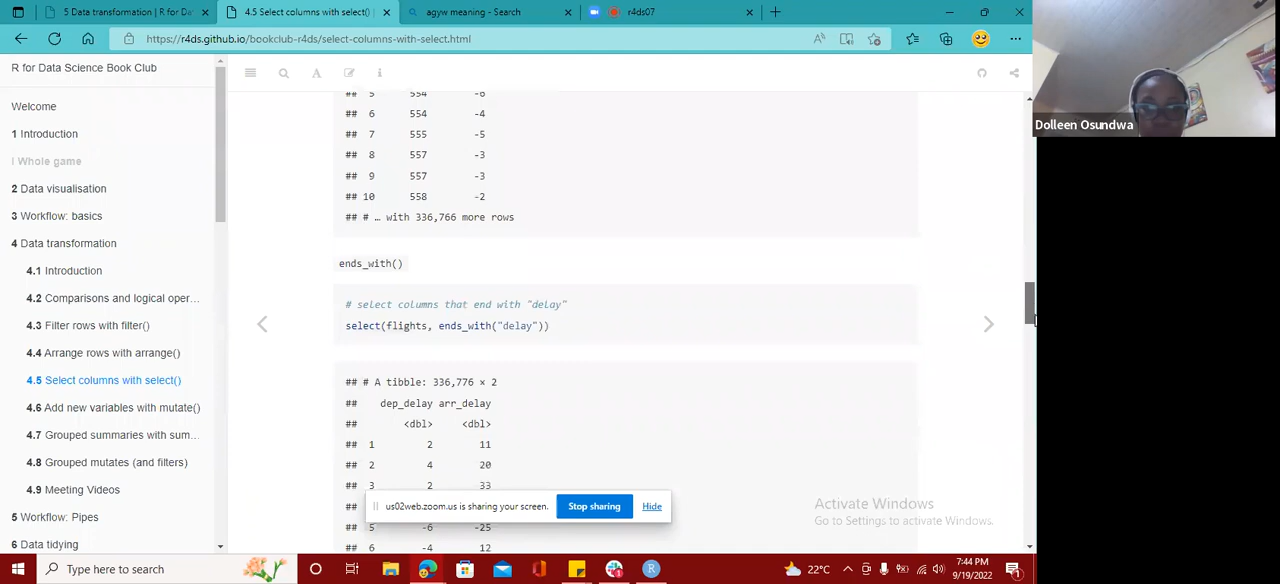 5 Data transformation | R for Da
4.5 Select columns with select() |
agyw meaning - Search
r4ds07
https://r4ds.github.io/bookclub-r4ds/select-columns-with-select.html
R for Data Science Book Club
Welcome
1 Introduction
I Whole game
2 Data visualisation
3 Workflow: basics
4 Data transformation
4.1 Introduction
4.2 Comparisons and logical oper...
4.3 Filter rows with filter()
4.4 Arrange rows with arrange()
4.5 Select columns with select()
4.6 Add new variables with mutate()
4.7 Grouped summaries with sum...
4.8 Grouped mutates (and filters)
4.9 Meeting Videos
5 Workflow: Pipes
6 Data tidying
## 5 554 -6
## 6 554 -4
## 7 555 -5
## 8 557 -3
## 9 557 -3
## 10 558 -2
## # … with 336,766 more rows
ends_with()
# select columns that end with "delay"
select(flights, ends_with("delay"))
## # A tibble: 336,776 × 2
## dep_delay arr_delay
## <dbl> <dbl>
## 1 2 11
## 2 4 20
## 3 2 33
##
## 5 -6 -25
## 6 -4 12
us02web.zoom.us is sharing your screen.
Stop sharing
Hide
Activate Windows
Go to Settings to activate Windows.
Dolleen Osundwa
Type here to search
22°C
7:44 PM
9/19/2022